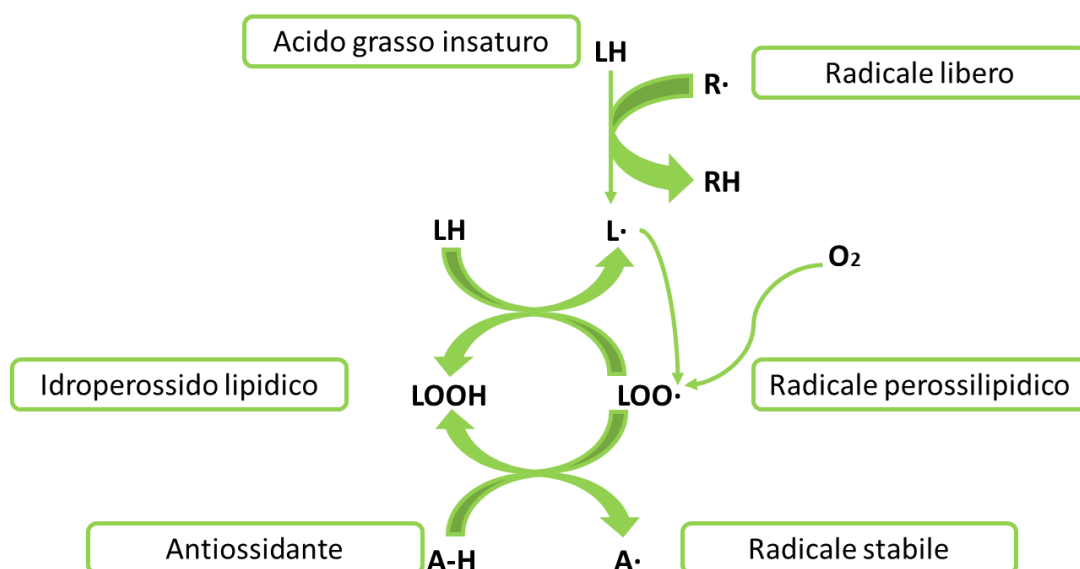 Acido grasso insaturo
LH
R·
Radicale libero
RH
LH
L·
O₂
Idroperossido lipidico
LOOH
LOO·
Radicale perossilipidico
Antiossidante
A-H
A·
Radicale stabile